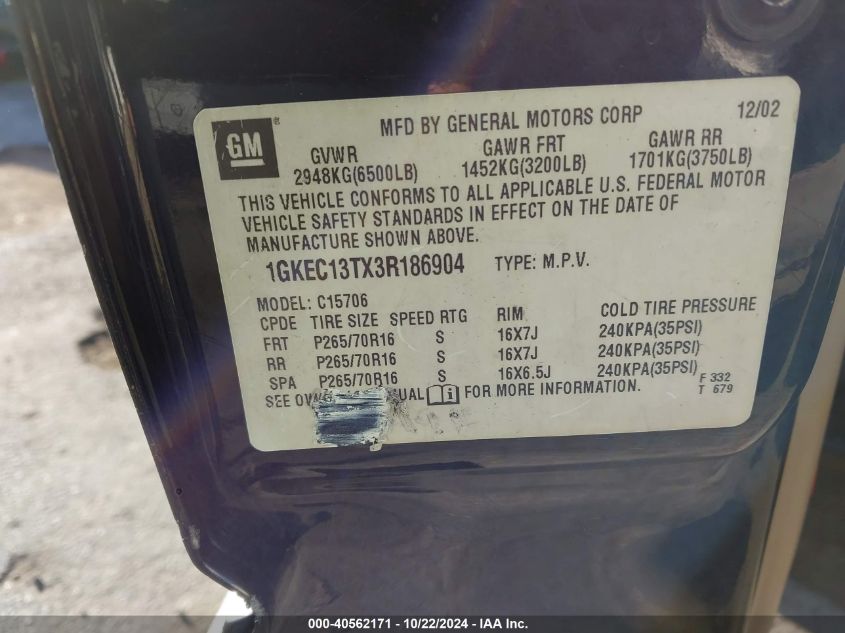 GM ® MFD BY GENERAL MOTORS CORP 12/02
GVWR GAWR FRT GAWR RR
2948KG(6500LB) 1452KG(3200LB) 1701KG(3750LB)
THIS VEHICLE CONFORMS TO ALL APPLICABLE U.S. FEDERAL MOTOR
VEHICLE SAFETY STANDARDS IN EFFECT ON THE DATE OF
MANUFACTURE SHOWN ABOVE.
1GKEC13TX3R186904 TYPE: M.P.V.
MODEL: C15706
CPDE TIRE SIZE SPEED RTG RIM COLD TIRE PRESSURE
FRT P265/70R16 S 16X7J 240KPA(35PSI)
RR P265/70R16 S 16X7J 240KPA(35PSI)
SPA P265/70R16 S 16X6.5J 240KPA(35PSI)
SEE FOR MORE INFORMATION.
F 332
T 679
000-40562171 - 10/22/2024 - IAA Inc.